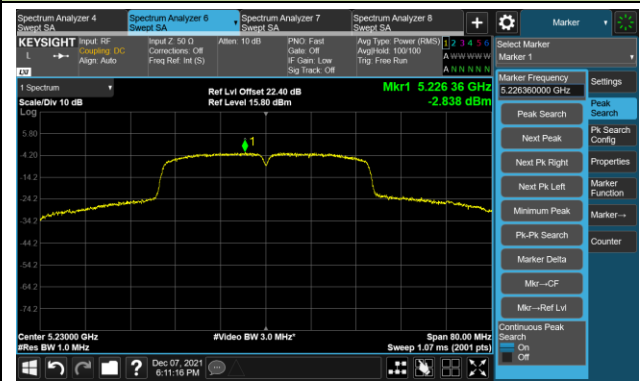 Spectrum Analyzer 4
Swept SA
Spectrum Analyzer 6
Swept SA
Spectrum Analyzer 7
Swept SA
Spectrum Analyzer 8
Swept SA
+
Marker
KEYSIGHT
L
LXI
Input: RF
Coupling: DC
Align: Auto
Input Z: 50 Ω
Corrections: Off
Freq Ref: Int (S)
Atten: 10 dB
PNO: Fast
Gate: Off
IF Gain: Low
Sig Track: Off
Avg Type: Power (RMS)
Avg|Hold: 100/100
Trig: Free Run
1 2 3 4 5 6
A W W W W W
A N N N N N
Select Marker
Marker 1
1 Spectrum
Scale/Div 10 dB
Log
Ref Lvl Offset 22.40 dB
Ref Level 15.80 dBm
Mkr1 5.226 36 GHz
-2.838 dBm
1
5.80
-4.20
-14.2
-24.2
-34.2
-44.2
-54.2
-64.2
-74.2
Center 5.23000 GHz
#Res BW 1.0 MHz
#Video BW 3.0 MHz*
Span 80.00 MHz
Sweep 1.07 ms (2001 pts)
Marker Frequency
5.226360000 GHz
Peak Search
Next Peak
Next Pk Right
Next Pk Left
Minimum Peak
Pk-Pk Search
Marker Delta
Mkr→CF
Mkr→Ref Lvl
Continuous Peak
Search
On
Off
Settings
Peak
Search
Pk Search
Config
Properties
Marker
Function
Marker→
Counter
Dec 07, 2021
6:11:16 PM